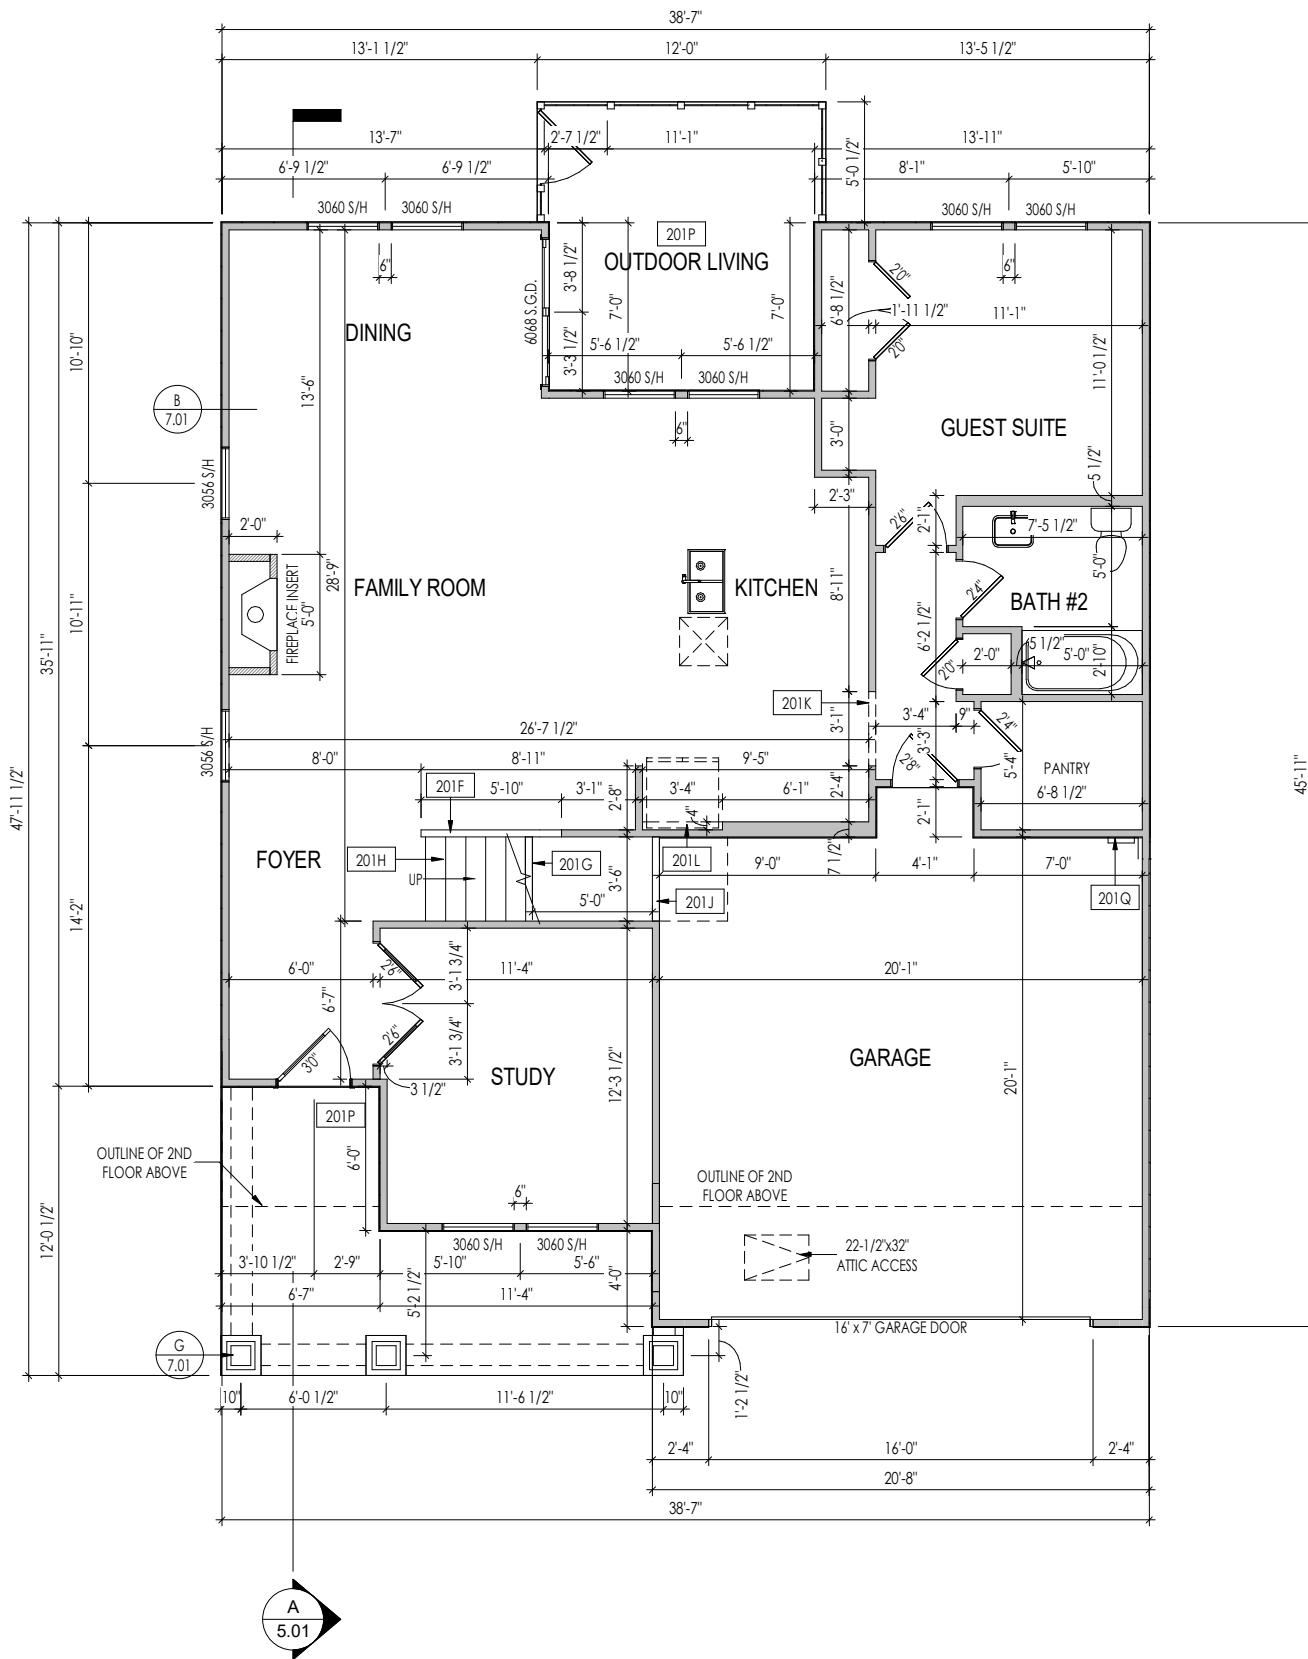 38'-7"
13'-1 1/2"
12'-0"
13'-5 1/2"
13'-7"
2'-7 1/2"
11'-1"
13'-11"
6'-9 1/2"
6'-9 1/2"
5'-0 1/2"
8'-1"
5'-10"
3060 S/H
3060 S/H
3060 S/H
3060 S/H
201P
OUTDOOR LIVING
6"
6"
3'-8 1/2"
7'-0"
7'-0"
6'-8 1/2"
2'0"
1'-11 1/2"
11'-1"
2'0"
6068 S.G.D.
DINING
3'-3 1/2"
5'-6 1/2"
5'-6 1/2"
3060 S/H
3060 S/H
11'-0 1/2"
10'-10"
13'-6"
B
7.01
6"
3'-0"
GUEST SUITE
3056 S/H
2'-3"
5 1/2"
2'-0"
2'6"
2'-1"
7'-5 1/2"
FIREPLACE INSERT
5'-0"
28'-9"
FAMILY ROOM
KITCHEN
8'-11"
5'-0"
2'4"
BATH #2
10'-11"
35'-11"
6'-2 1/2"
2'0"
2'-0"
5 1/2"
5'-0"
2'-10"
201K
3'-1"
3'-4"
9"
2'4"
3'-3"
3056 S/H
26'-7 1/2"
8'-0"
8'-11"
9'-5"
2'8"
5'-4"
PANTRY
6'-8 1/2"
201F
5'-10"
3'-1"
2'-8"
3'-4"
6'-1"
2'-4"
2'-1"
47'-11 1/2"
45'-11"
4"
FOYER
201H
UP
201G
201L
7 1/2"
9'-0"
4'-1"
7'-0"
3'-6"
5'-0"
201J
201Q
14'-2"
6'-0"
2'6"
11'-4"
3'-1 3/4"
20'-1"
6'-7"
3'0"
2'6"
3'-1 3/4"
3 1/2"
STUDY
12'-3 1/2"
GARAGE
20'-1"
201P
6'-0"
OUTLINE OF 2ND
FLOOR ABOVE
OUTLINE OF 2ND
FLOOR ABOVE
6"
12'-0 1/2"
3060 S/H
3060 S/H
3'-10 1/2"
2'-9"
5'-10"
5'-6"
4'-0"
22-1/2"x32"
ATTIC ACCESS
6'-7"
5'-2 1/2"
11'-4"
16' x 7' GARAGE DOOR
G
7.01
10"
6'-0 1/2"
11'-6 1/2"
10"
1'-2 1/2"
2'-4"
16'-0"
2'-4"
20'-8"
38'-7"
A
5.01